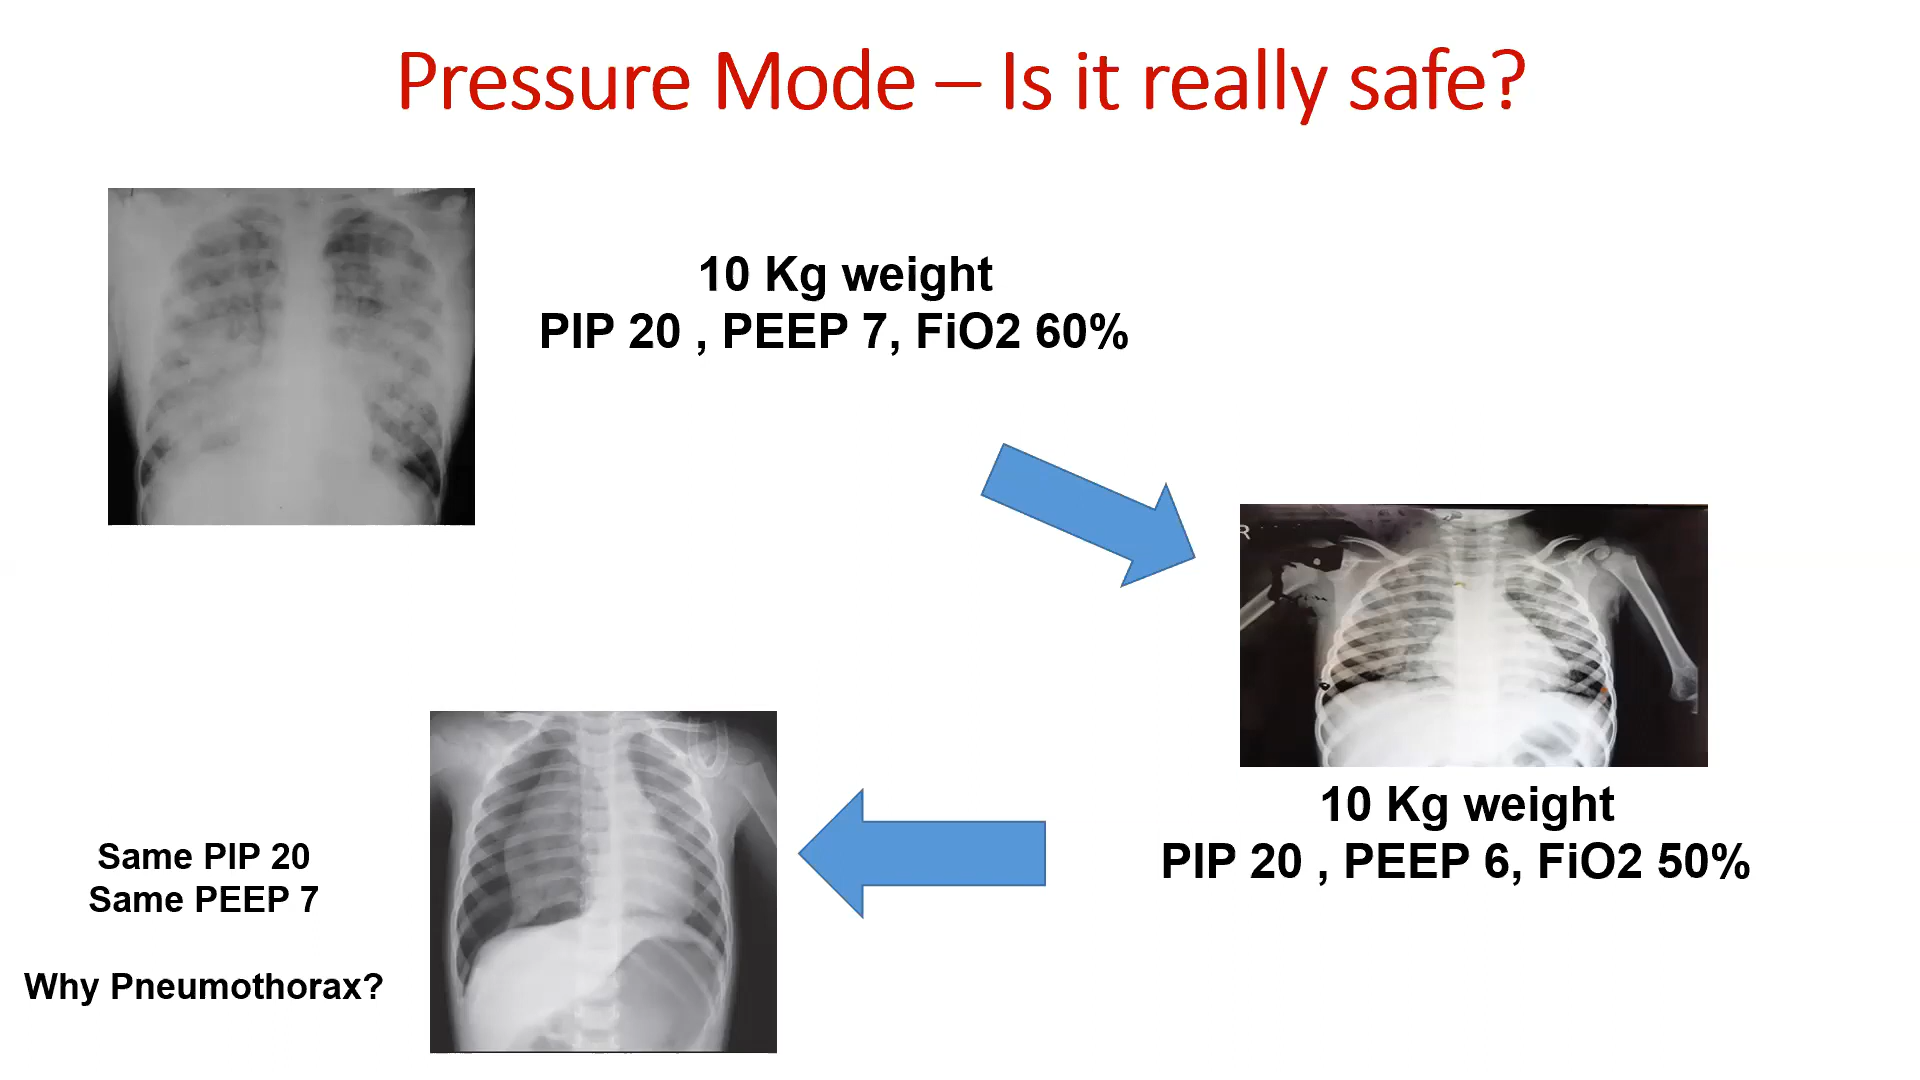 Pressure Mode – Is it really safe?
10 Kg weight
PIP 20 , PEEP 7, FiO2 60%
R
10 Kg weight
PIP 20 , PEEP 6, FiO2 50%
Same PIP 20
Same PEEP 7
Why Pneumothorax?